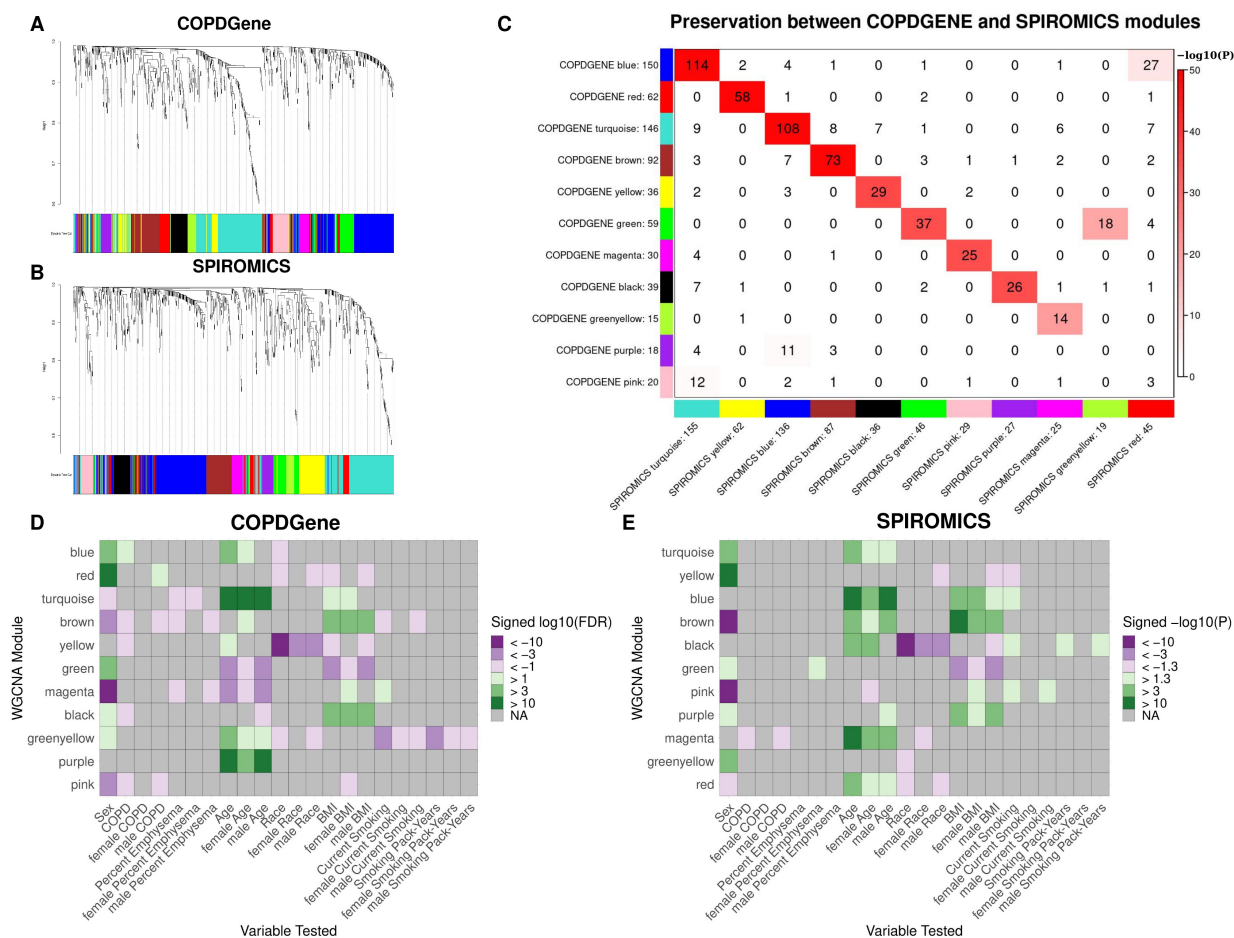 A
COPDGene
Height
Dynamic Tree Cut
B
SPIROMICS
Height
Dynamic Tree Cut
C
Preservation between COPDGENE and SPIROMICS modules
−log10(P)
COPDGENE blue: 150 114 2 4 1 0 1 0 0 1 0 27
COPDGENE red: 62 0 58 1 0 0 2 0 0 0 0 1
COPDGENE turquoise: 146 9 0 108 8 7 1 0 0 6 0 7
COPDGENE brown: 92 3 0 7 73 0 3 1 1 2 0 2
COPDGENE yellow: 36 2 0 3 0 29 0 2 0 0 0 0
COPDGENE green: 59 0 0 0 0 0 37 0 0 0 18 4
COPDGENE magenta: 30 4 0 0 1 0 0 25 0 0 0 0
COPDGENE black: 39 7 1 0 0 0 2 0 26 1 1 1
COPDGENE greenyellow: 15 0 1 0 0 0 0 0 0 14 0 0
COPDGENE purple: 18 4 0 11 3 0 0 0 0 0 0 0
COPDGENE pink: 20 12 0 2 1 0 0 1 0 1 0 3
50
40
30
20
10
0
SPIROMICS turquoise: 155
SPIROMICS yellow: 62
SPIROMICS blue: 136
SPIROMICS brown: 87
SPIROMICS black: 36
SPIROMICS green: 46
SPIROMICS pink: 29
SPIROMICS purple: 27
SPIROMICS magenta: 25
SPIROMICS greenyellow: 19
SPIROMICS red: 45
D
COPDGene
WGCNA Module
blue
red
turquoise
brown
yellow
green
magenta
black
greenyellow
purple
pink
Sex
COPD
female COPD
male COPD
Percent Emphysema
female Percent Emphysema
male Percent Emphysema
Age
female Age
male Age
Race
female Race
male Race
BMI
female BMI
male BMI
Current Smoking
female Current Smoking
male Current Smoking
Smoking Pack-Years
female Smoking Pack-Years
male Smoking Pack-Years
Variable Tested
Signed log10(FDR)
< −10
< −3
< −1
> 1
> 3
> 10
NA
E
SPIROMICS
WGCNA Module
turquoise
yellow
blue
brown
black
green
pink
purple
magenta
greenyellow
red
Sex
COPD
female COPD
male COPD
Percent Emphysema
female Percent Emphysema
male Percent Emphysema
Age
female Age
male Age
Race
female Race
male Race
BMI
female BMI
male BMI
Current Smoking
female Current Smoking
male Current Smoking
Smoking Pack-Years
female Smoking Pack-Years
male Smoking Pack-Years
Variable Tested
Signed −log10(P)
< −10
< −3
< −1.3
> 1.3
> 3
> 10
NA